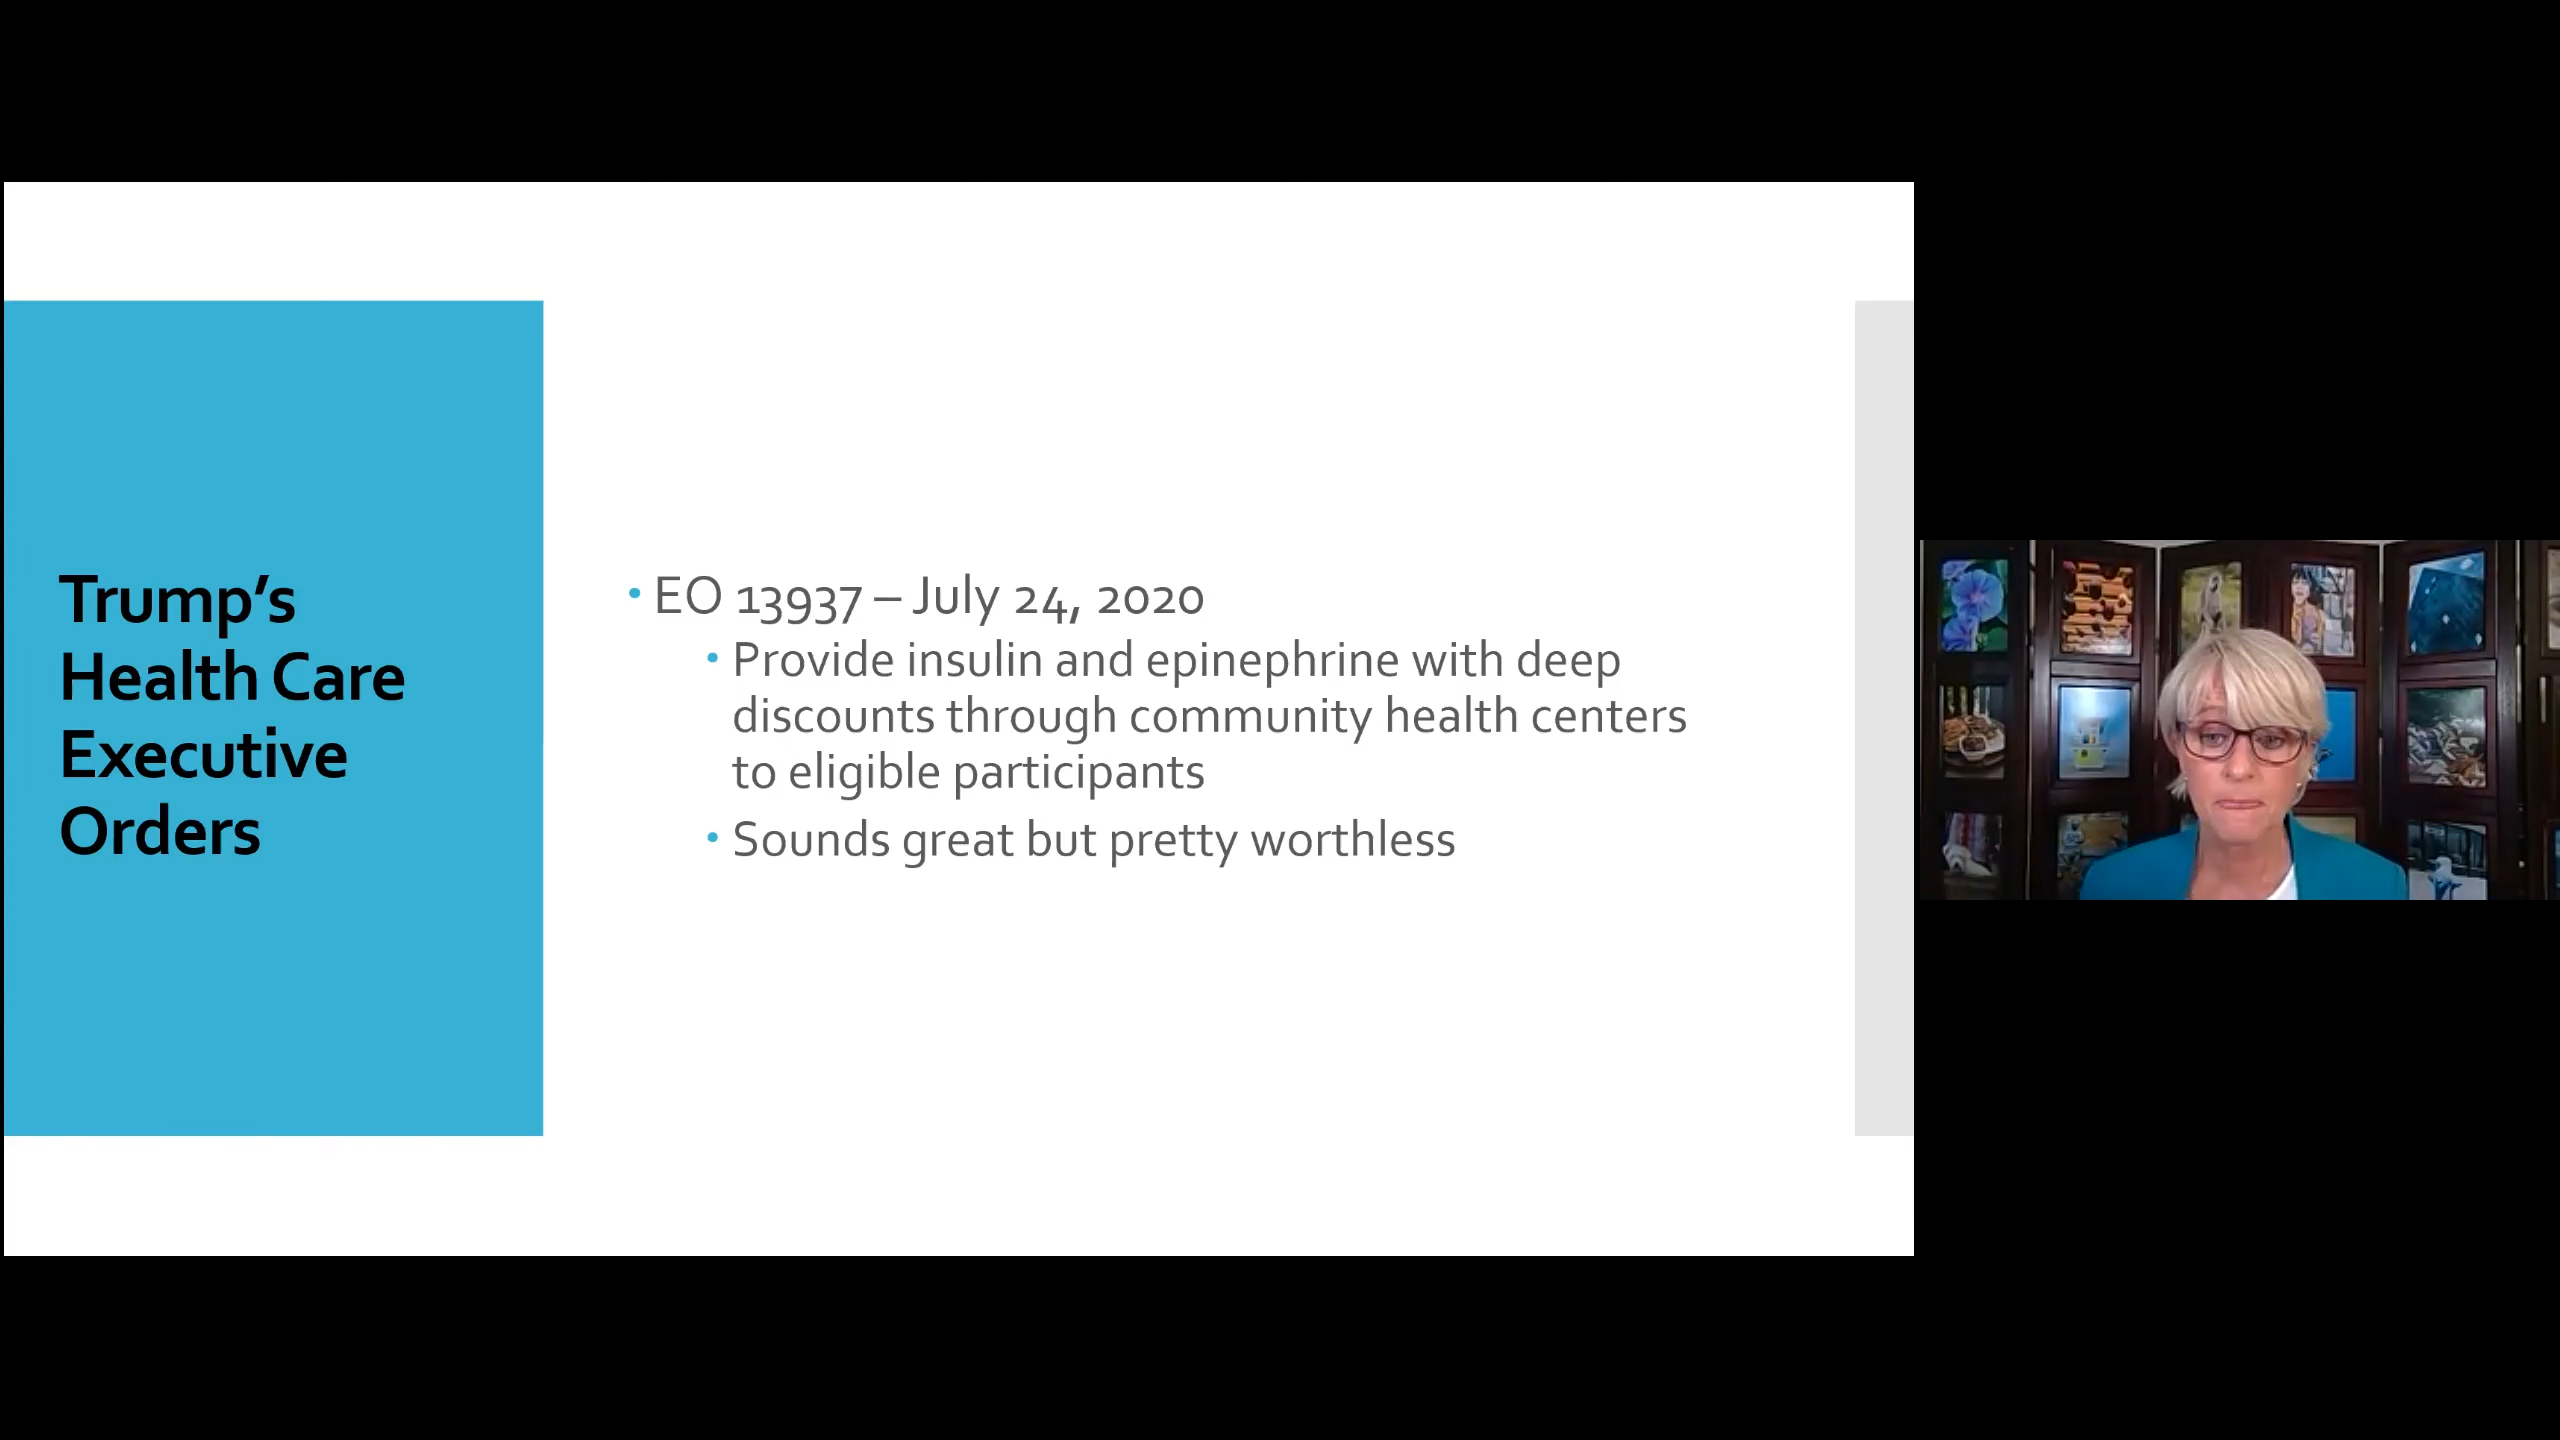 Trump’s
Health Care
Executive
Orders
• EO 13937 – July 24, 2020
• Provide insulin and epinephrine with deep
discounts through community health centers
to eligible participants
• Sounds great but pretty worthless